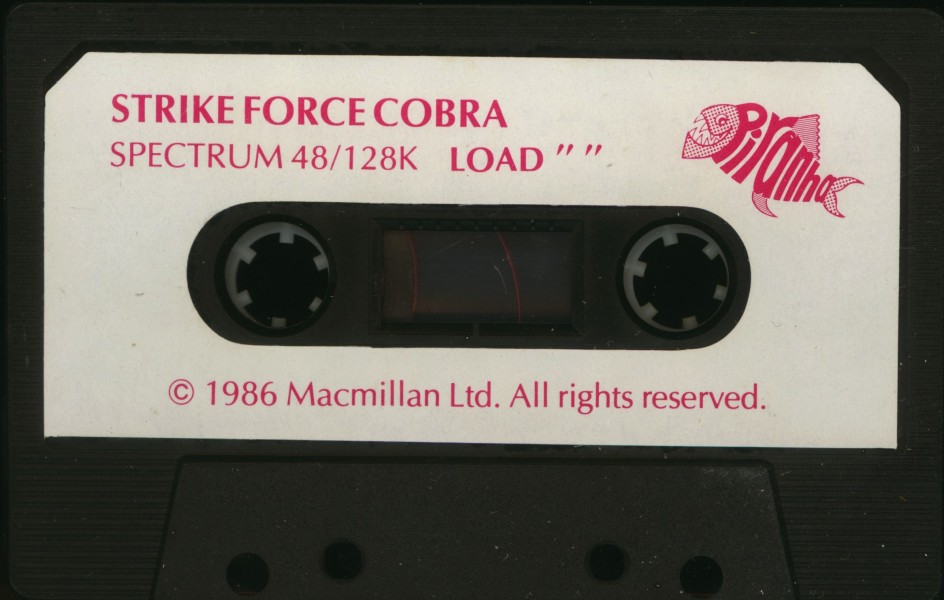 STRIKE FORCE COBRA
SPECTRUM 48/128K LOAD ″ ″
Piranha
© 1986 Macmillan Ltd. All rights reserved.